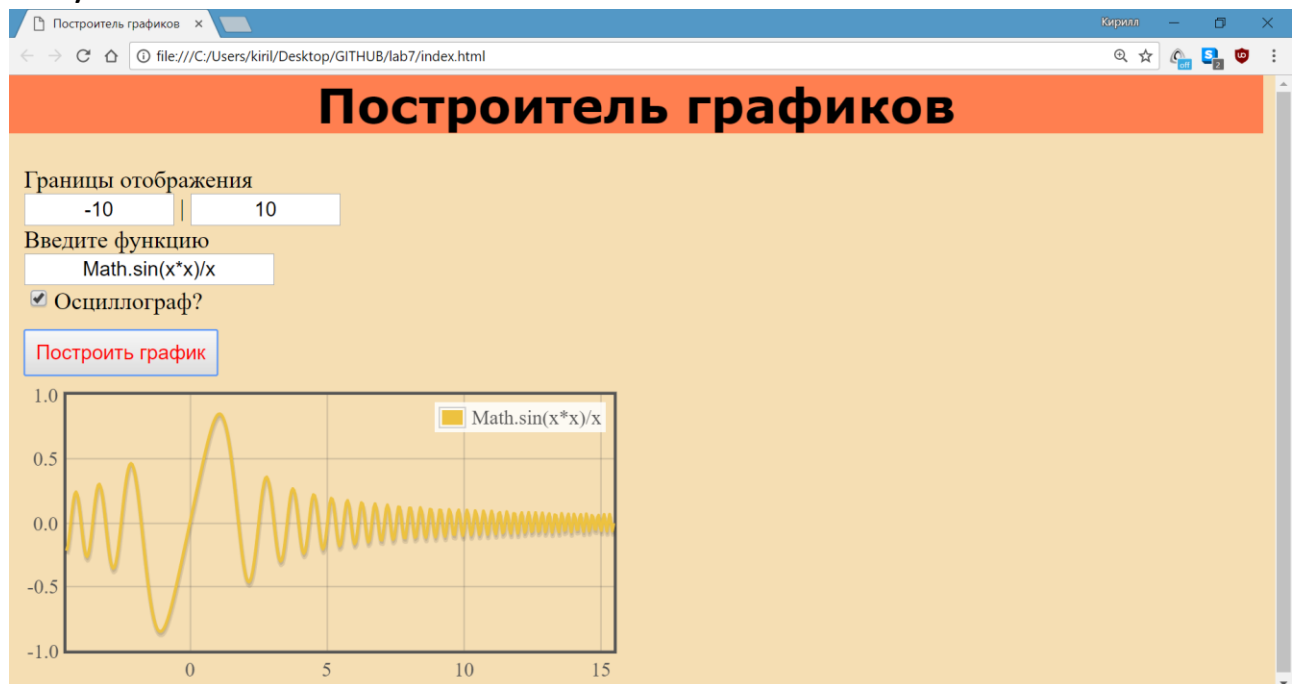 Построитель графиков
Кирилл
file:///C:/Users/kiril/Desktop/GITHUB/lab7/index.html
off
S
2
Построитель графиков
Границы отображения
-10 | 10
Введите функцию
Math.sin(x*x)/x
Осциллограф?
Построить график
Math.sin(x*x)/x
1.0
0.5
0.0
-0.5
-1.0
0 5 10 15